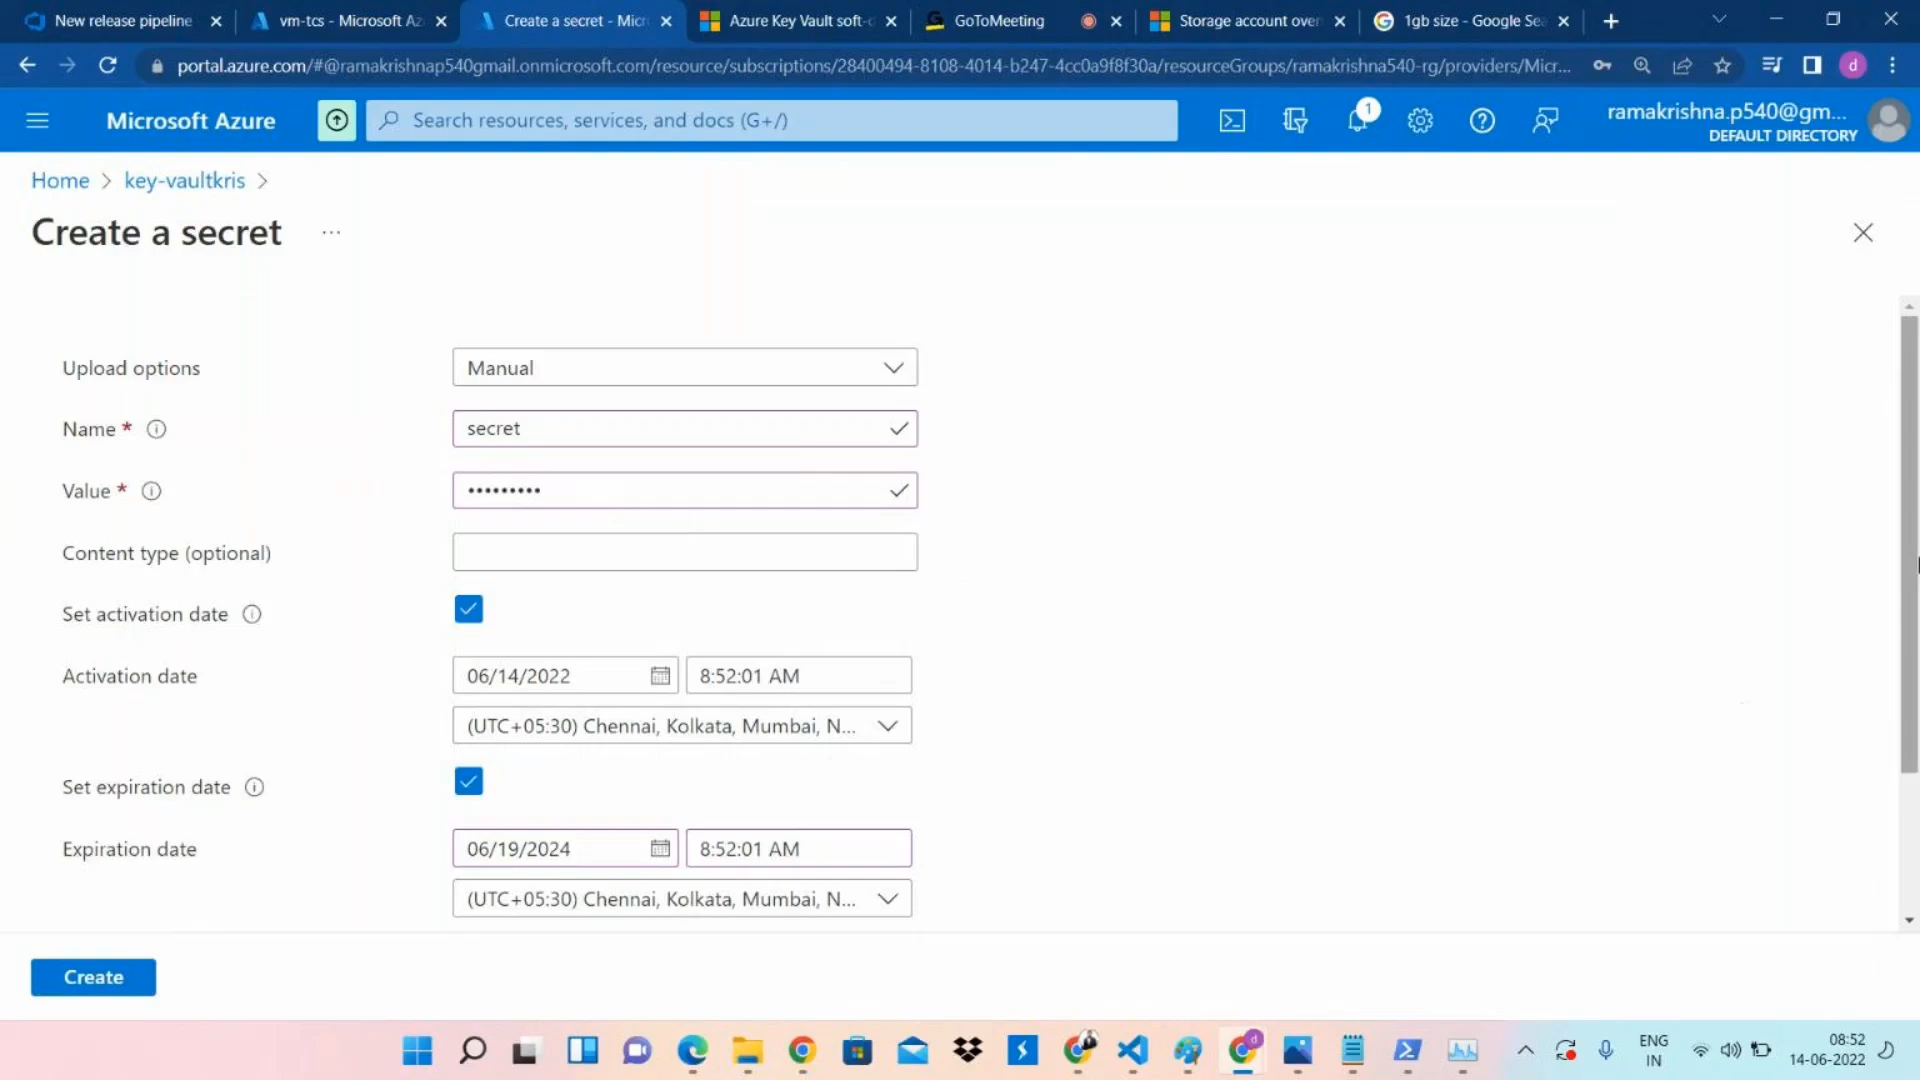 New release pipeline
vm-tcs - Microsoft Az
Create a secret - Micr
Azure Key Vault soft-d
GoToMeeting
Storage account over
1gb size - Google Sea
portal.azure.com/#@ramakrishnap540gmail.onmicrosoft.com/resource/subscriptions/28400494-8108-4014-b247-4cc0a9f8f30a/resourceGroups/ramakrishna540-rg/providers/Micr...
d
Microsoft Azure
Search resources, services, and docs (G+/)
1
ramakrishna.p540@gm...
DEFAULT DIRECTORY
Home > key-vaultkris >
Create a secret ...
Upload options
Manual
Name *
secret
Value *
•••••••••
Content type (optional)
Set activation date
Activation date
06/14/2022
8:52:01 AM
(UTC+05:30) Chennai, Kolkata, Mumbai, N...
Set expiration date
Expiration date
06/19/2024
8:52:01 AM
(UTC+05:30) Chennai, Kolkata, Mumbai, N...
Create
ENG
IN
08:52
14-06-2022